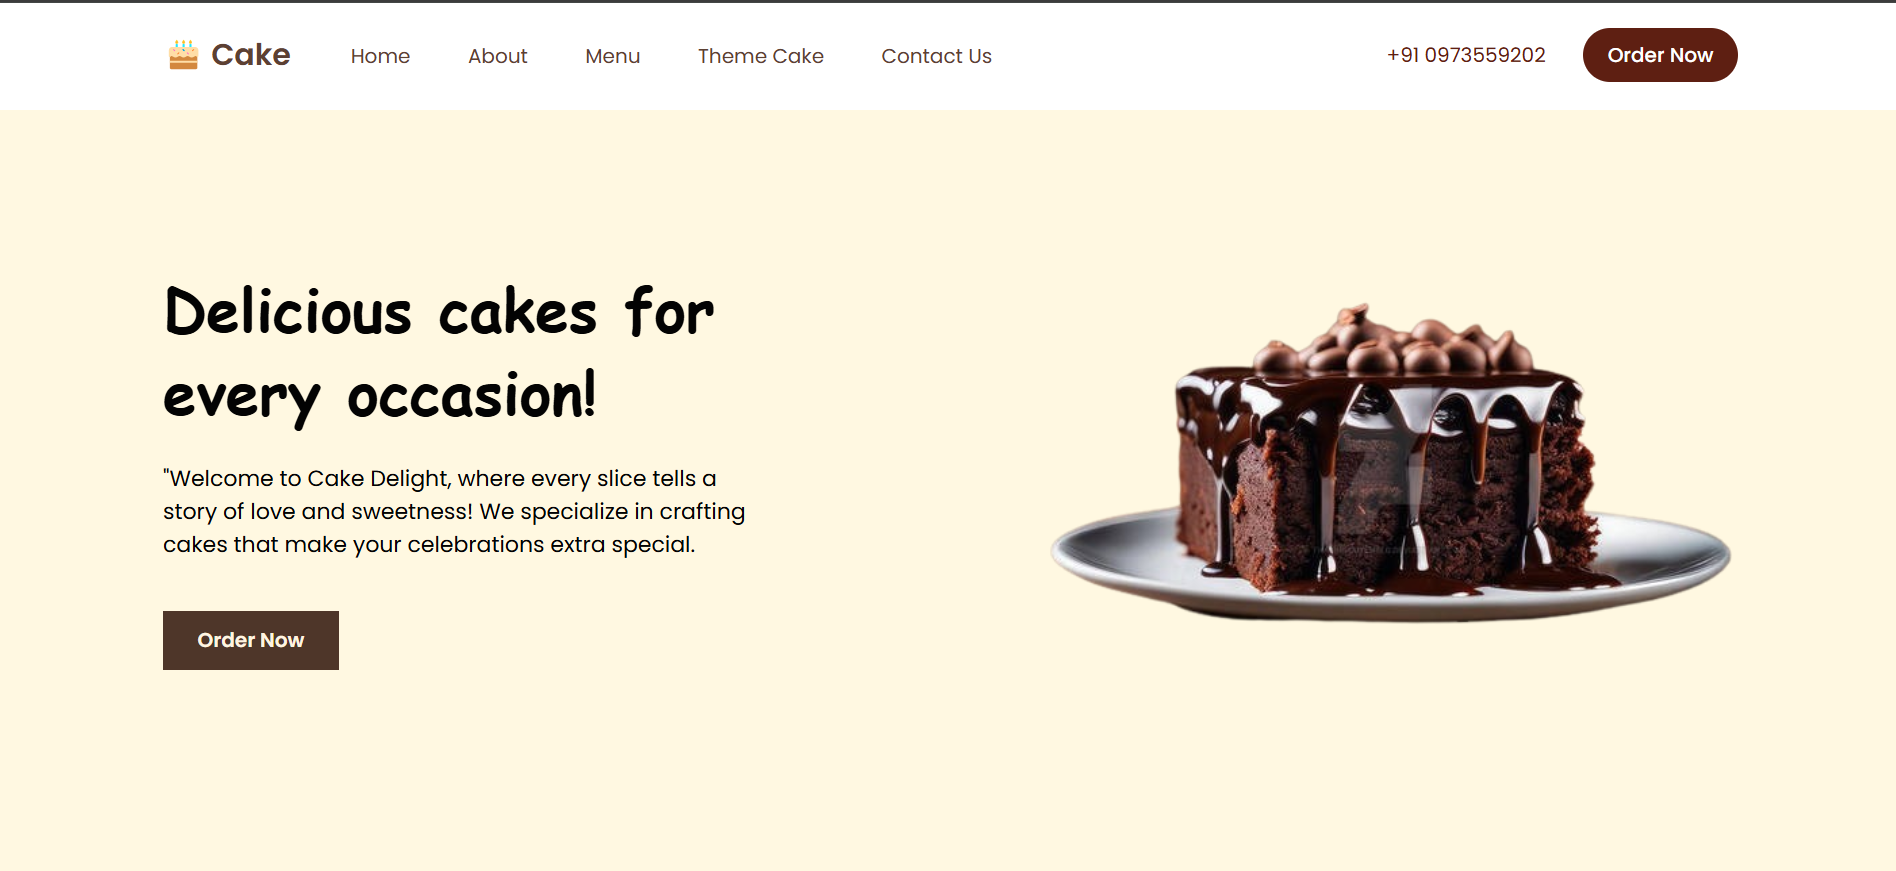 Cake
Home
About
Menu
Theme Cake
Contact Us
+91 0973559202
Order Now
Delicious cakes for
every occasion!
"Welcome to Cake Delight, where every slice tells a
story of love and sweetness! We specialize in crafting
cakes that make your celebrations extra special.
Order Now